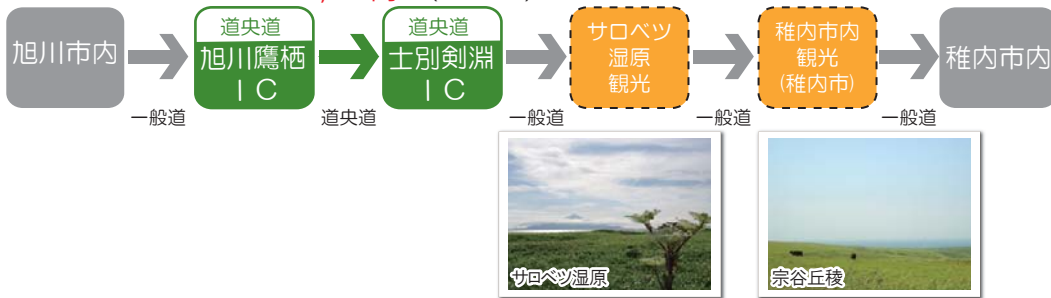 旭川市内
道央道
旭川鷹栖
IC
道央道
士別剣淵
IC
サロベツ
湿原
観光
稚内市内
観光
(稚内市)
稚内市内
一般道
道央道
一般道
一般道
一般道
サロベツ湿原
宗谷丘稜